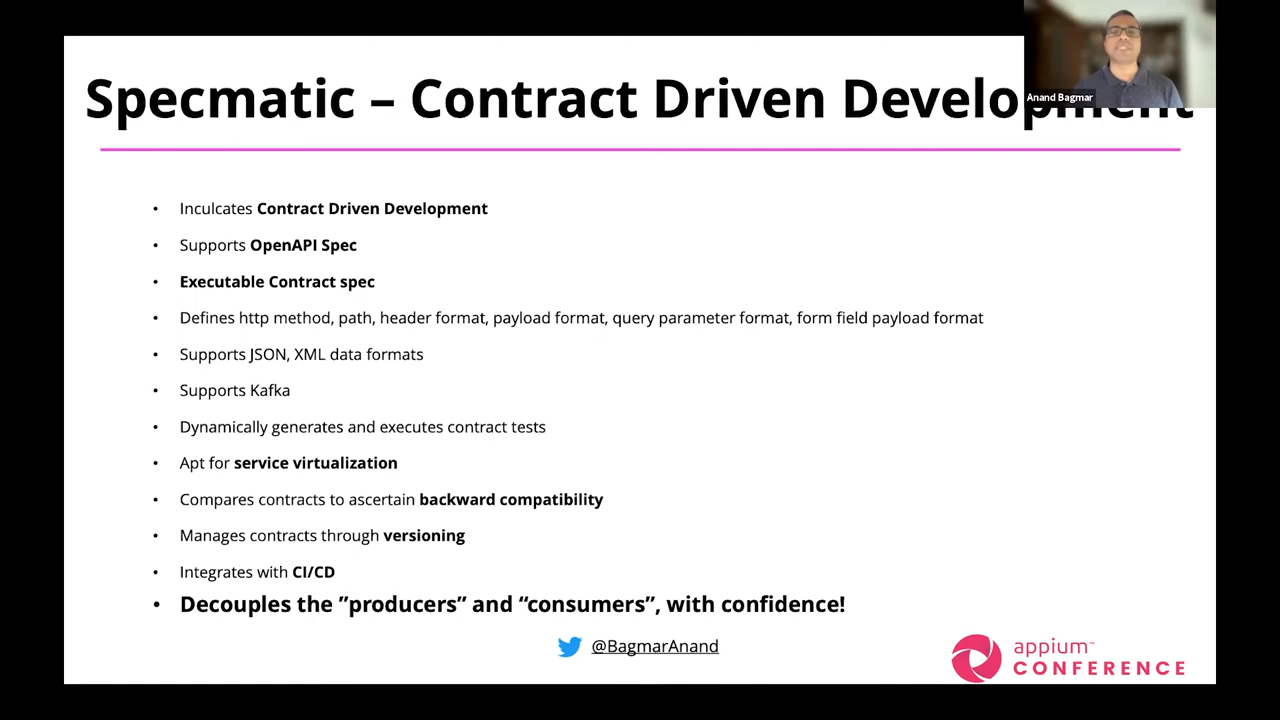 Specmatic – Contract Driven Development
Anand Bagmar
• Inculcates Contract Driven Development
• Supports OpenAPI Spec
• Executable Contract spec
• Defines http method, path, header format, payload format, query parameter format, form field payload format
• Supports JSON, XML data formats
• Supports Kafka
• Dynamically generates and executes contract tests
• Apt for service virtualization
• Compares contracts to ascertain backward compatibility
• Manages contracts through versioning
• Integrates with CI/CD
• Decouples the ”producers” and “consumers”, with confidence!
@BagmarAnand
appium™
CONFERENCE